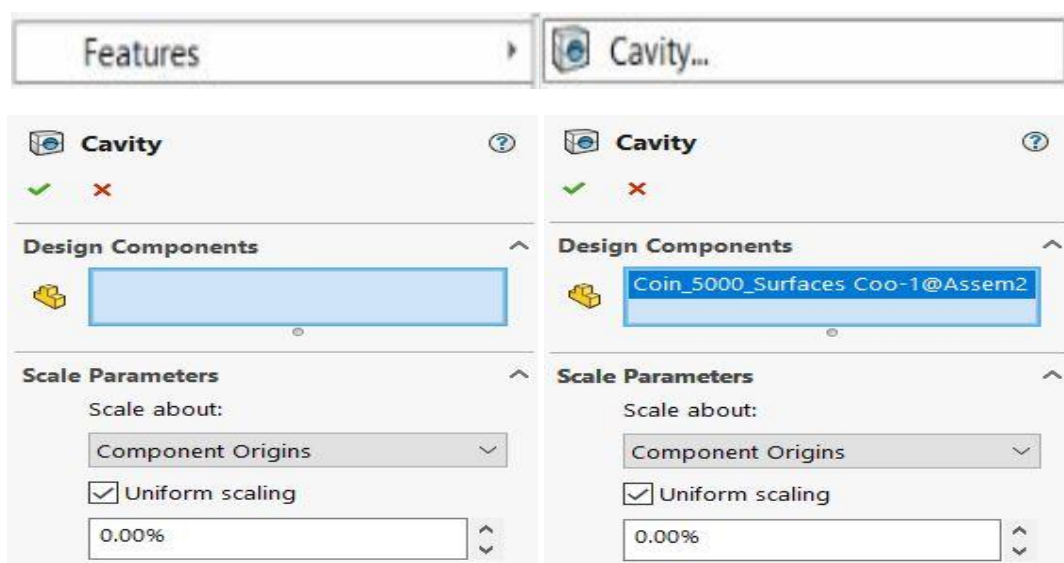 Features
Cavity...
Cavity
Design Components
Scale Parameters
Scale about:
Component Origins
Uniform scaling
0.00%
Cavity
Design Components
Coin_5000_Surfaces Coo-1@Assem2
Scale Parameters
Scale about:
Component Origins
Uniform scaling
0.00%